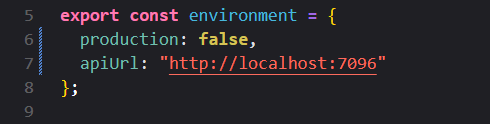 5 export const environment = {
6 production: false,
7 apiUrl: "http://localhost:7096"
8 };
9